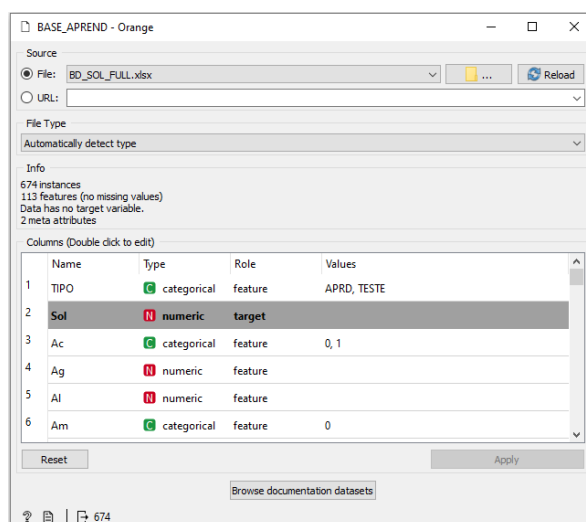 BASE_APREND - Orange
Source
File: BD_SOL_FULL.xlsx ... Reload
URL:
File Type
Automatically detect type
Info
674 instances
113 features (no missing values)
Data has no target variable.
2 meta attributes
Columns (Double click to edit)
Name Type Role Values
1 TIPO C categorical feature APRD, TESTE
2 Sol N numeric target
3 Ac C categorical feature 0, 1
4 Ag N numeric feature
5 Al N numeric feature
6 Am C categorical feature 0
Reset Apply
Browse documentation datasets
? 674